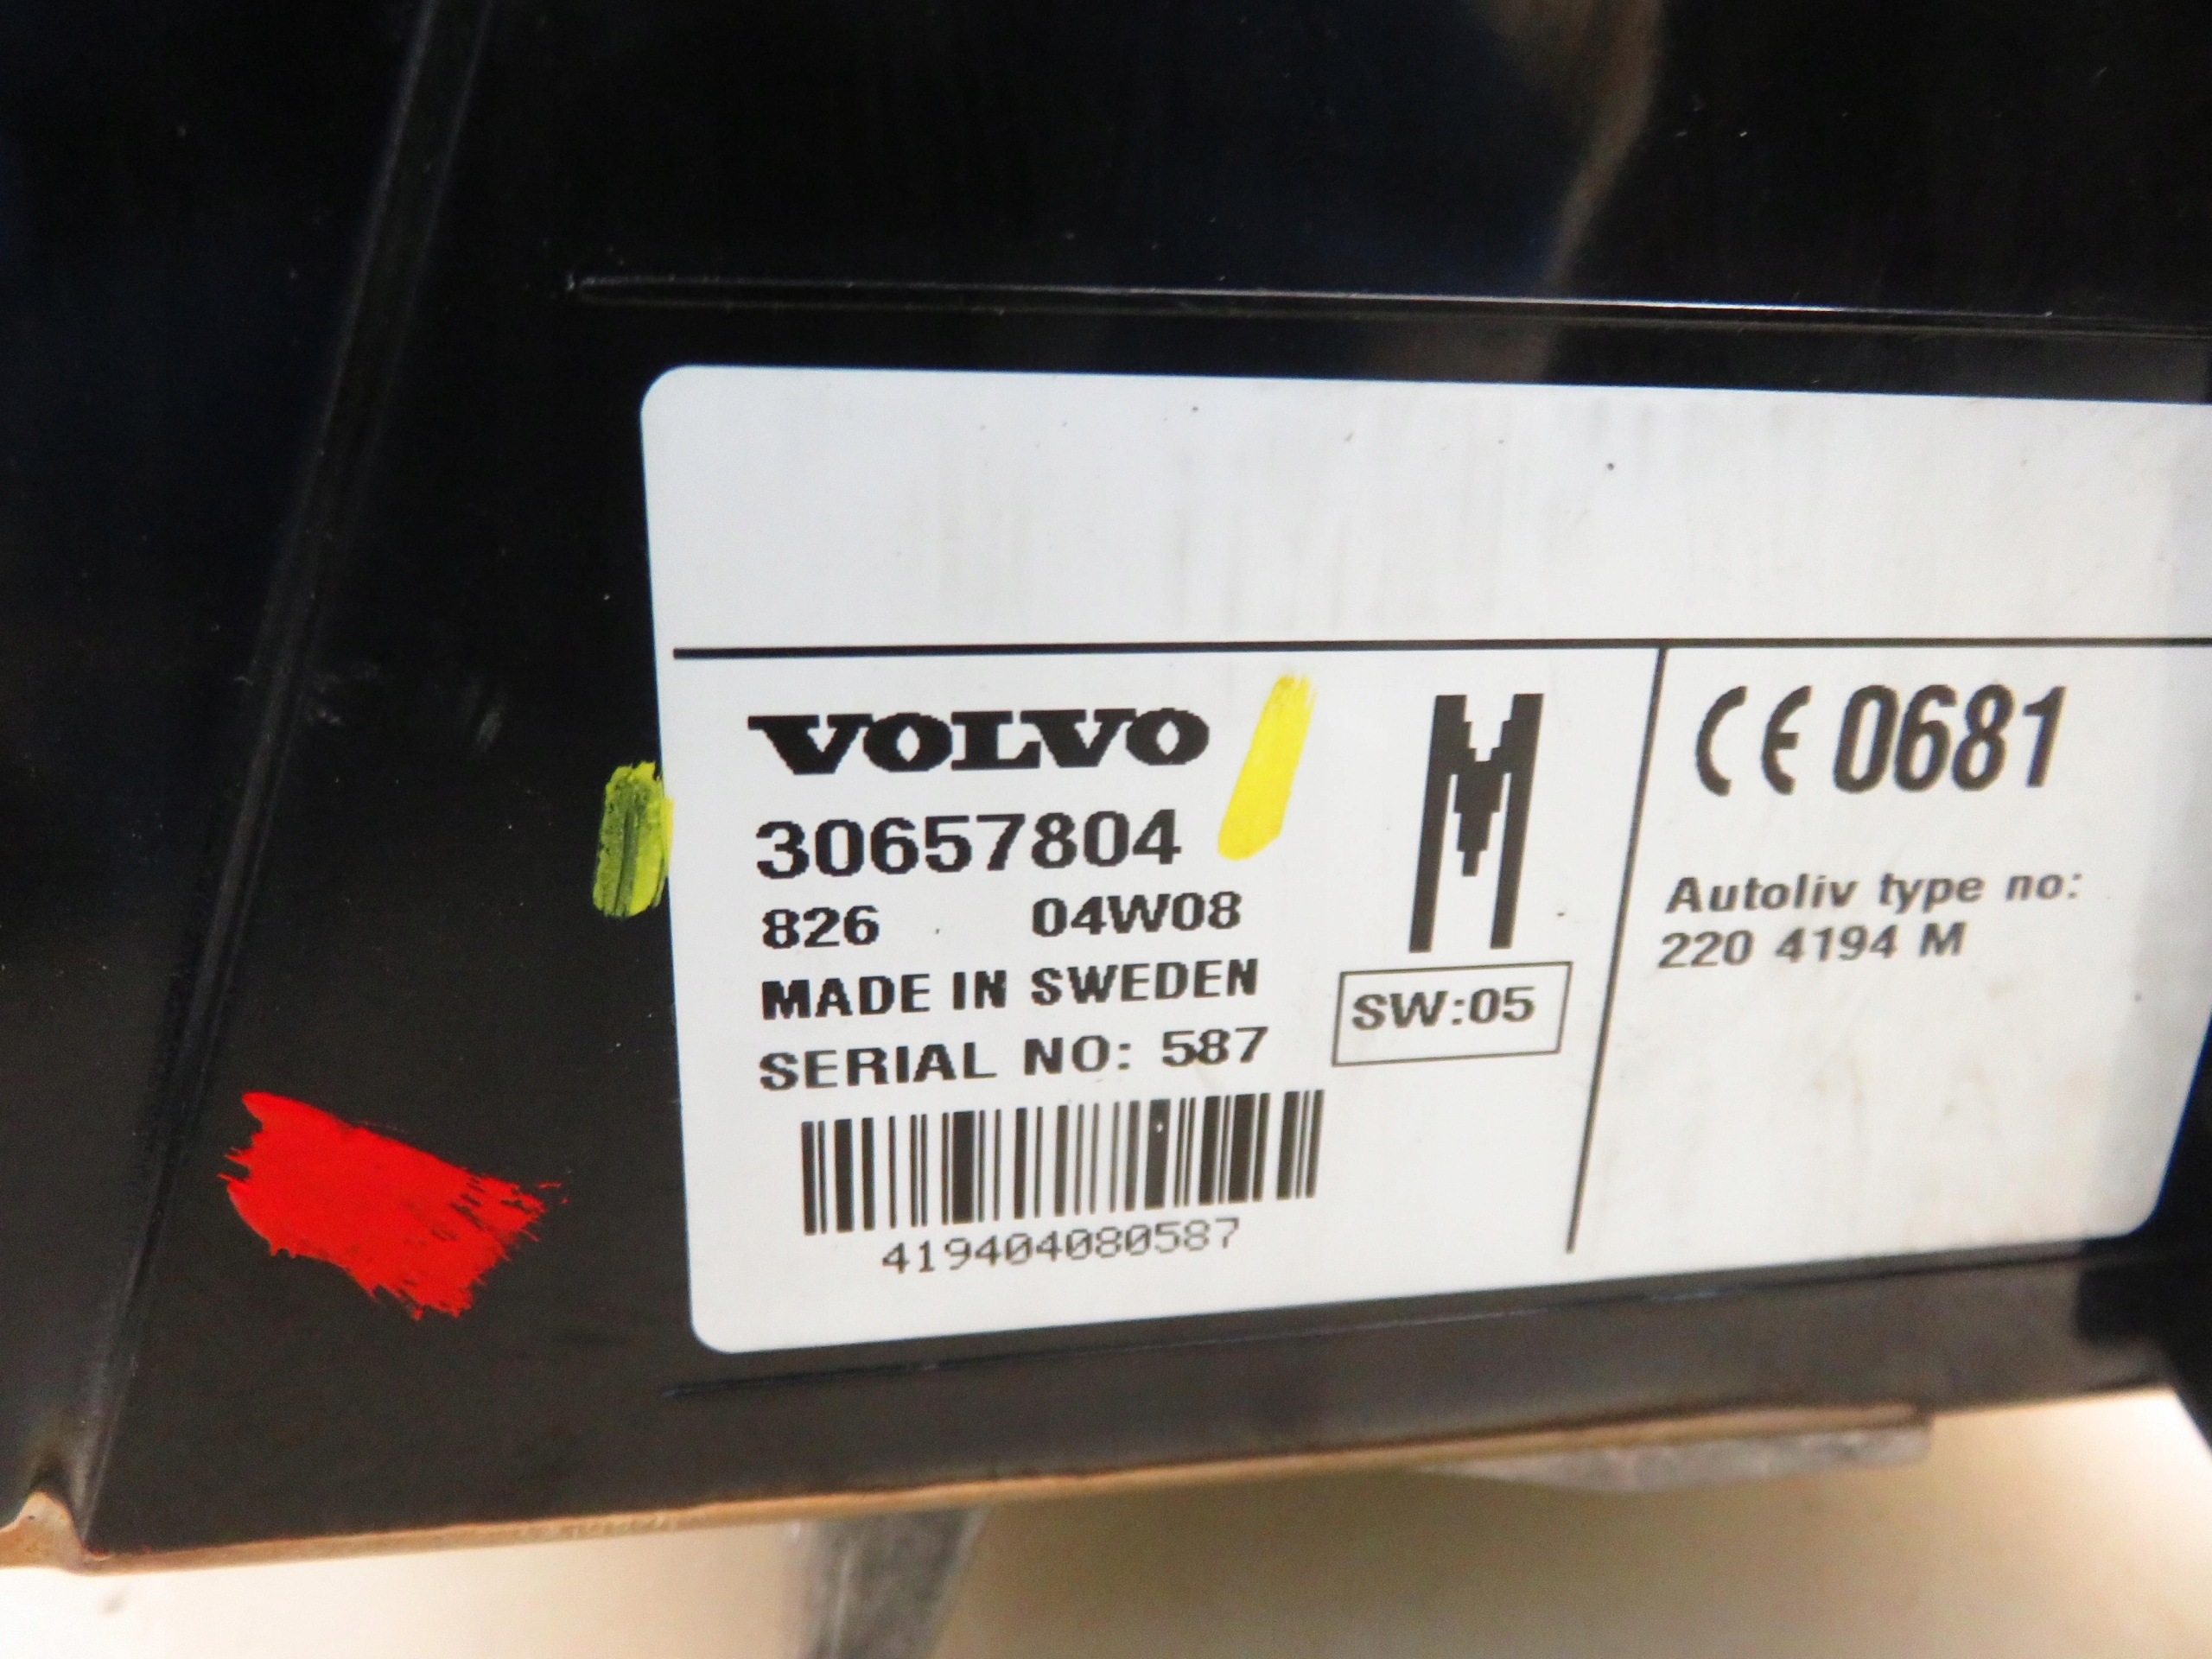 VOLVO
30657804
826 04W08
MADE IN SWEDEN
SERIAL NO: 587
419404080587
M
SW:05
CE 0681
Autoliv type no:
220 4194 M